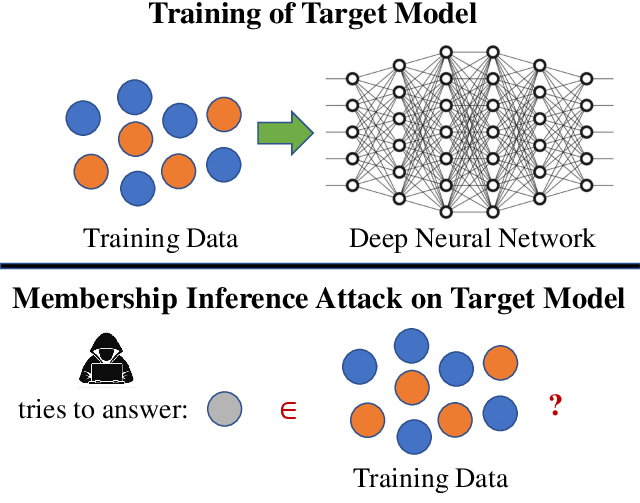 Training of Target Model
Training Data
Deep Neural Network
Membership Inference Attack on Target Model
tries to answer: ∈ ?
Training Data